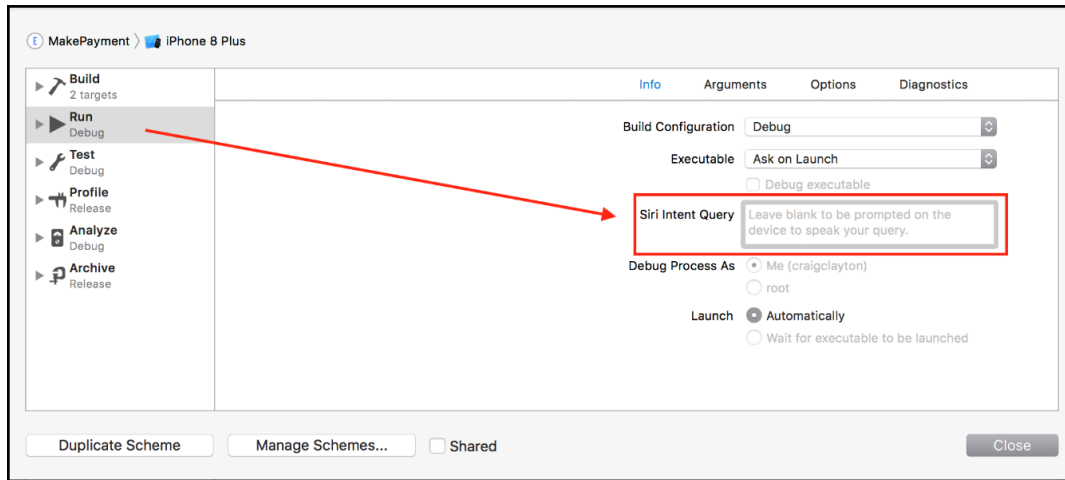 E MakePayment 〉 iPhone 8 Plus
Build
2 targets
Run
Debug
Test
Debug
Profile
Release
Analyze
Debug
Archive
Release
Info Arguments Options Diagnostics
Build Configuration Debug
Executable Ask on Launch
Debug executable
Siri Intent Query Leave blank to be prompted on the
device to speak your query.
Debug Process As Me (craigclayton)
root
Launch Automatically
Wait for executable to be launched
Duplicate Scheme Manage Schemes... Shared Close